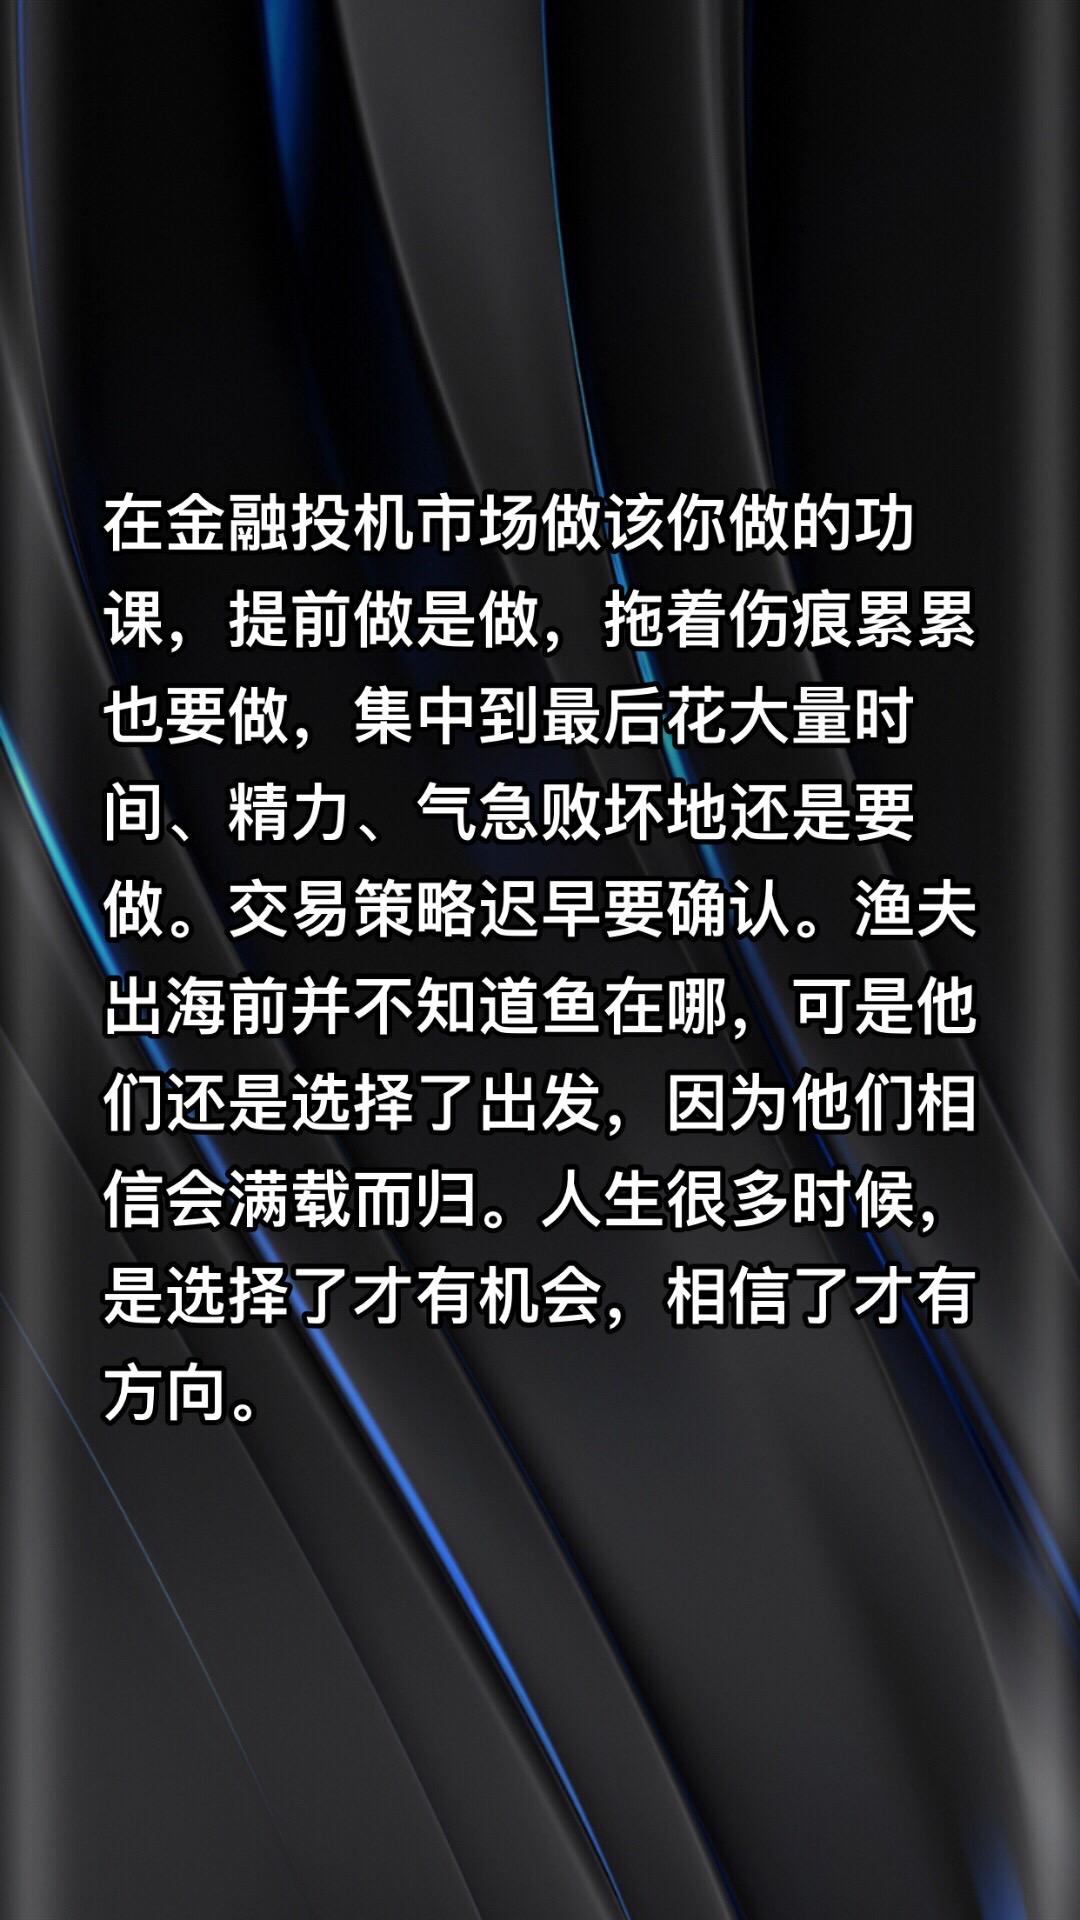 在金融投机市场做该你做的功
课，提前做是做，拖着伤痕累累
也要做，集中到最后花大量时
间、精力、气急败坏地还是要
做。交易策略迟早要确认。渔夫
出海前并不知道鱼在哪，可是他
们还是选择了出发，因为他们相
信会满载而归。人生很多时候，
是选择了才有机会，相信了才有
方向。